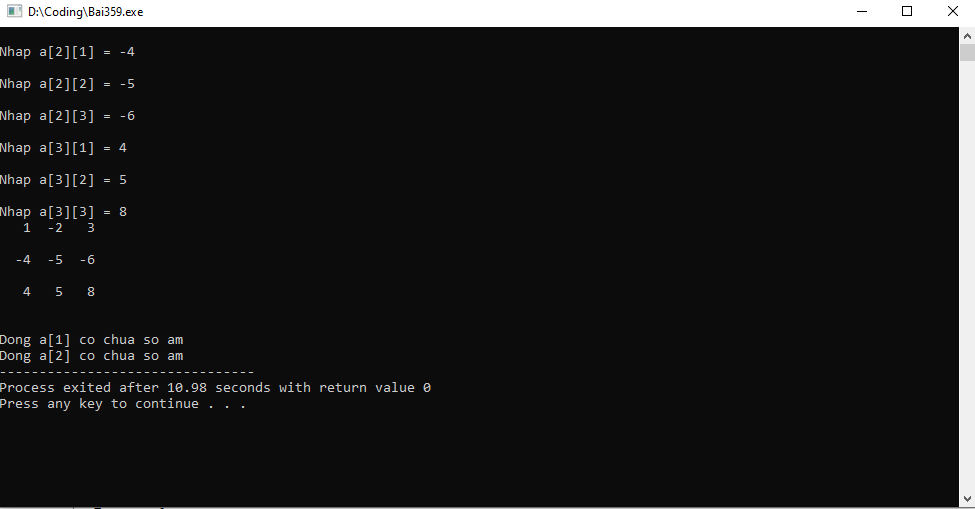 D:\Coding\Bai359.exe
Nhap a[2][1] = -4
Nhap a[2][2] = -5
Nhap a[2][3] = -6
Nhap a[3][1] = 4
Nhap a[3][2] = 5
Nhap a[3][3] = 8
1 -2 3
-4 -5 -6
4 5 8
Dong a[1] co chua so am
Dong a[2] co chua so am
--------------------------------
Process exited after 10.98 seconds with return value 0
Press any key to continue . . .